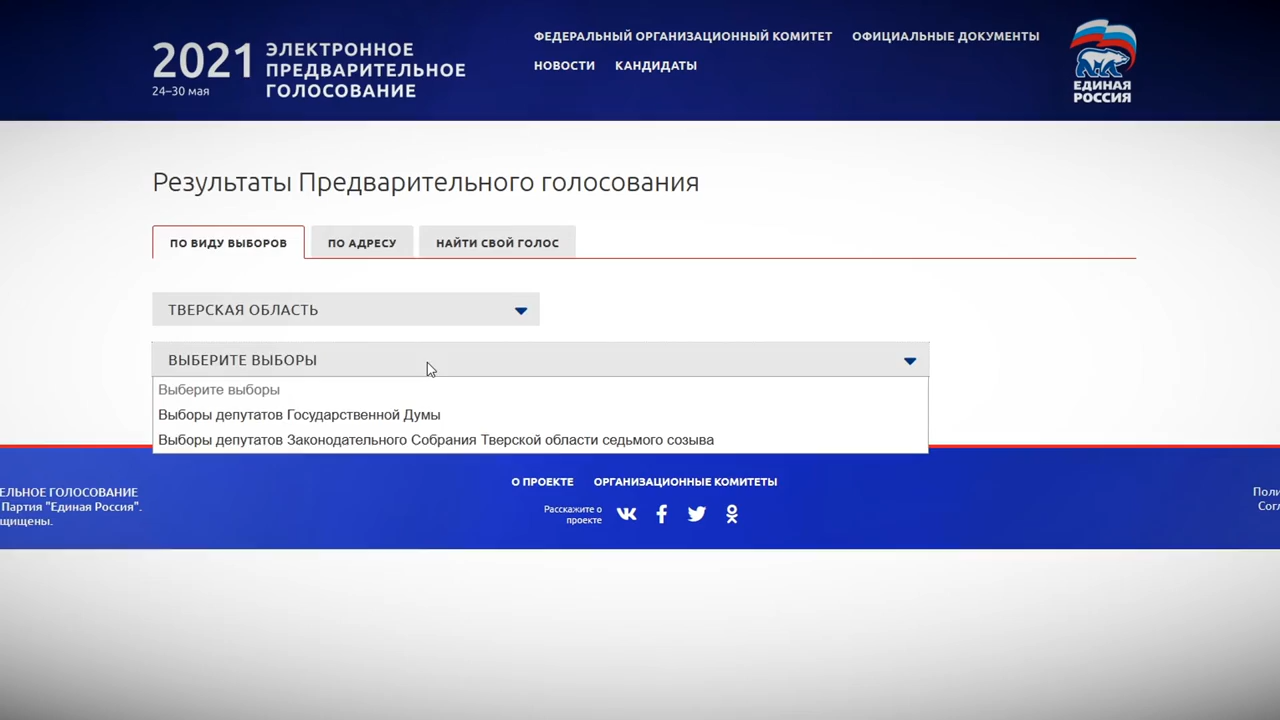 2021
24–30 мая
ЭЛЕКТРОННОЕ
ПРЕДВАРИТЕЛЬНОЕ
ГОЛОСОВАНИЕ
ФЕДЕРАЛЬНЫЙ ОРГАНИЗАЦИОННЫЙ КОМИТЕТ
ОФИЦИАЛЬНЫЕ ДОКУМЕНТЫ
НОВОСТИ
КАНДИДАТЫ
ЕДИНАЯ
РОССИЯ
Результаты Предварительного голосования
ПО ВИДУ ВЫБОРОВ
ПО АДРЕСУ
НАЙТИ СВОЙ ГОЛОС
ТВЕРСКАЯ ОБЛАСТЬ
ВЫБЕРИТЕ ВЫБОРЫ
Выберите выборы
Выборы депутатов Государственной Думы
Выборы депутатов Законодательного Собрания Тверской области седьмого созыва
ЕЛЬНОЕ ГОЛОСОВАНИЕ
Партия "Единая Россия".
щищены.
О ПРОЕКТЕ
ОРГАНИЗАЦИОННЫЕ КОМИТЕТЫ
Расскажите о
проекте
Поли
Согл